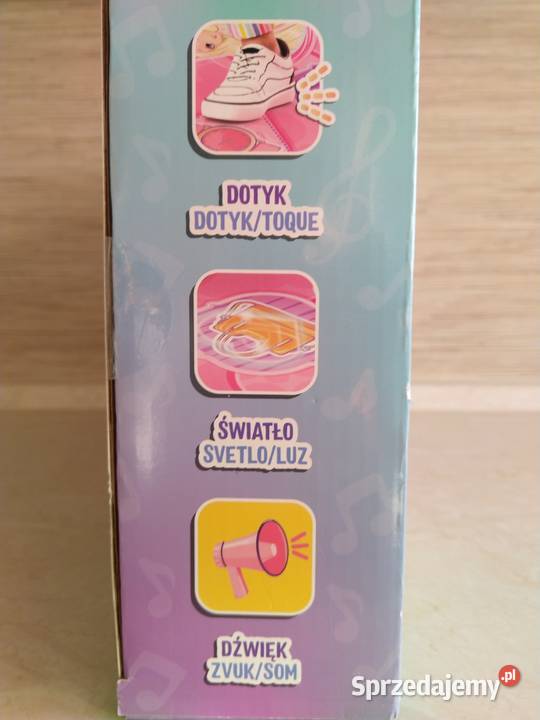 DOTYK
DOTYK/TOQUE
ŚWIATŁO
SVETLO/LUZ
DŹWIĘK
ZVUK/SOM
Sprzedajemy.pl